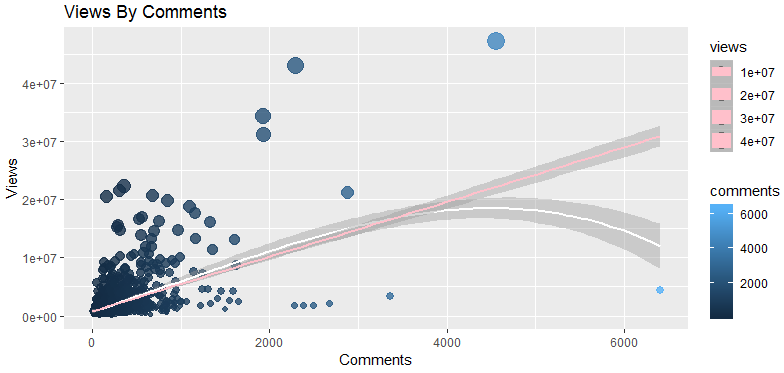 Views By Comments
Views
4e+07
3e+07
2e+07
1e+07
0e+00
0
2000
4000
6000
Comments
views
1e+07
2e+07
3e+07
4e+07
comments
6000
4000
2000